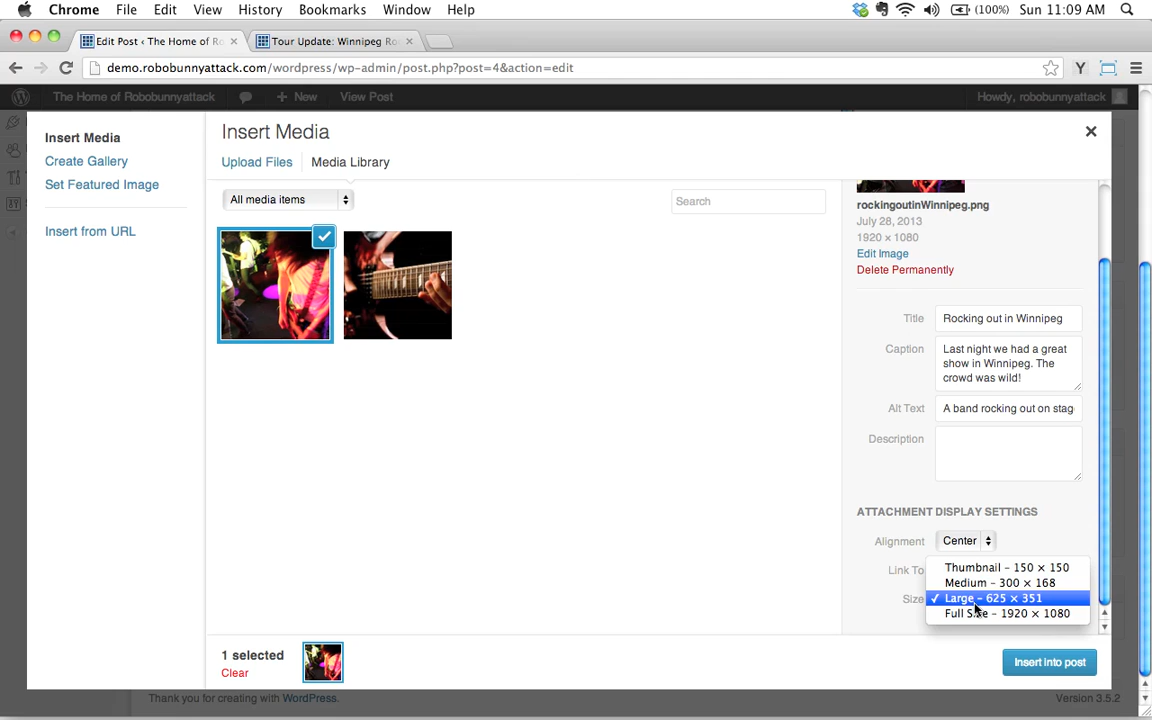 Chrome File Edit View History Bookmarks Window Help (100%) Sun 11:09 AM
Edit Post ‹ The Home of Ro × Tour Update: Winnipeg Ro ×
demo.robobunnyattack.com/wordpress/wp-admin/post.php?post=4&action=edit
The Home of Robobunnyattack + New View Post Howdy, robobunnyattack
Insert Media
Create Gallery
Set Featured Image
Insert from URL
Insert Media
Upload Files Media Library
All media items Search
rockingoutinWinnipeg.png
July 28, 2013
1920 × 1080
Edit Image
Delete Permanently
Title Rocking out in Winnipeg
Caption Last night we had a great
show in Winnipeg. The
crowd was wild!
Alt Text A band rocking out on stag
Description
ATTACHMENT DISPLAY SETTINGS
Alignment Center
Link To
Size
Thumbnail – 150 × 150
Medium – 300 × 168
✓ Large – 625 × 351
Full Size – 1920 × 1080
1 selected
Clear
Insert into post
Thank you for creating with WordPress. Version 3.5.2